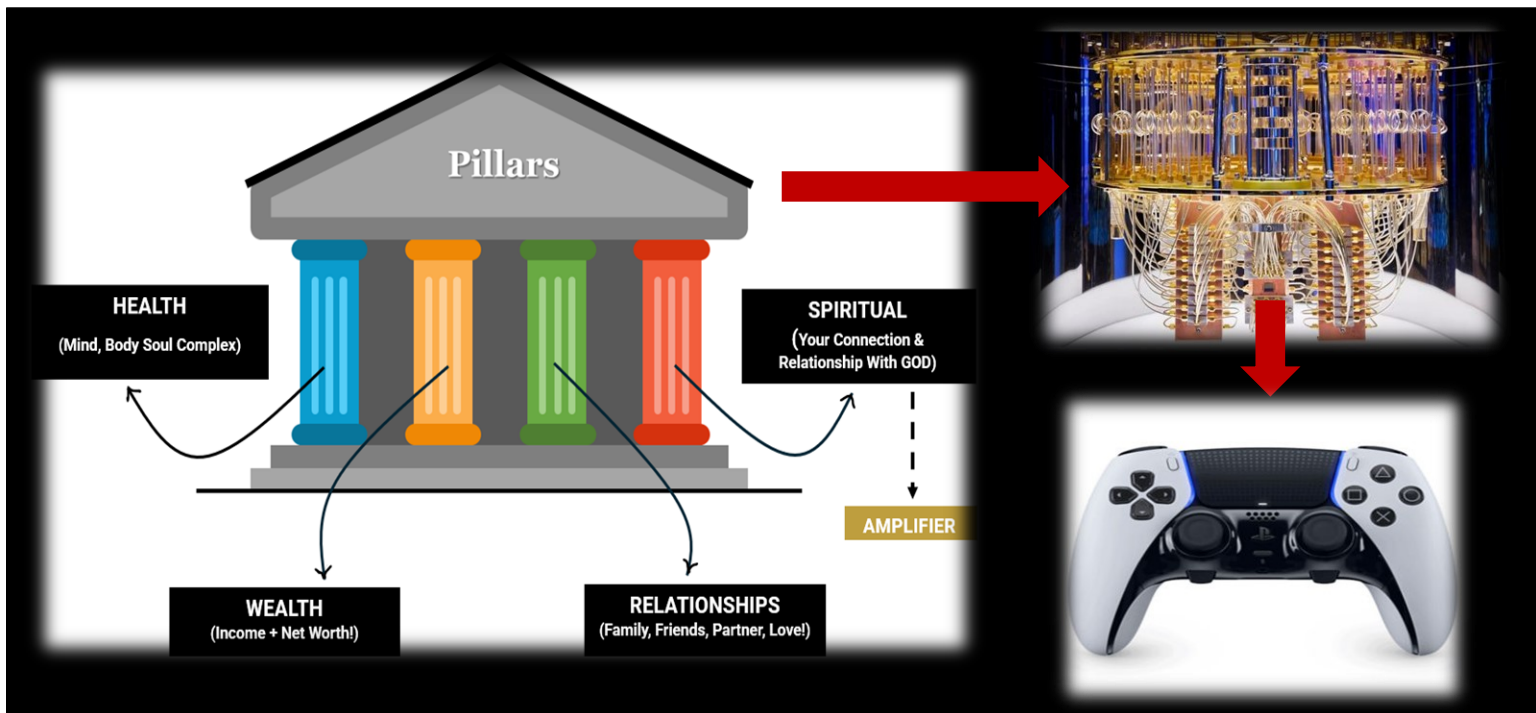 Pillars
HEALTH
(Mind, Body Soul Complex)
SPIRITUAL
(Your Connection &
Relationship With GOD)
AMPLIFIER
WEALTH
(Income + Net Worth!)
RELATIONSHIPS
(Family, Friends, Partner, Love!)